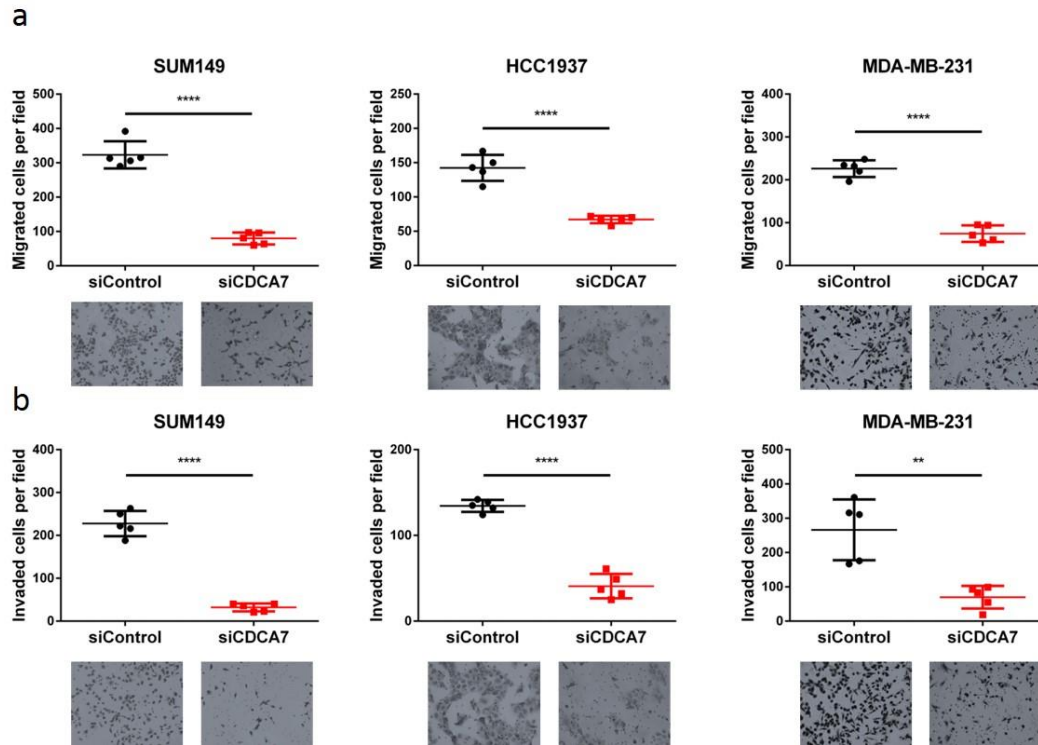 a
SUM149
HCC1937
MDA-MB-231
Migrated cells per field
500
400
300
200
100
0
****
siControl
siCDCA7
Migrated cells per field
250
200
150
100
50
0
****
siControl
siCDCA7
Migrated cells per field
400
300
200
100
0
****
siControl
siCDCA7
b
SUM149
HCC1937
MDA-MB-231
Invaded cells per field
400
300
200
100
0
****
siControl
siCDCA7
Invaded cells per field
200
100
0
****
siControl
siCDCA7
Invaded cells per field
500
400
300
200
100
0
**
siControl
siCDCA7